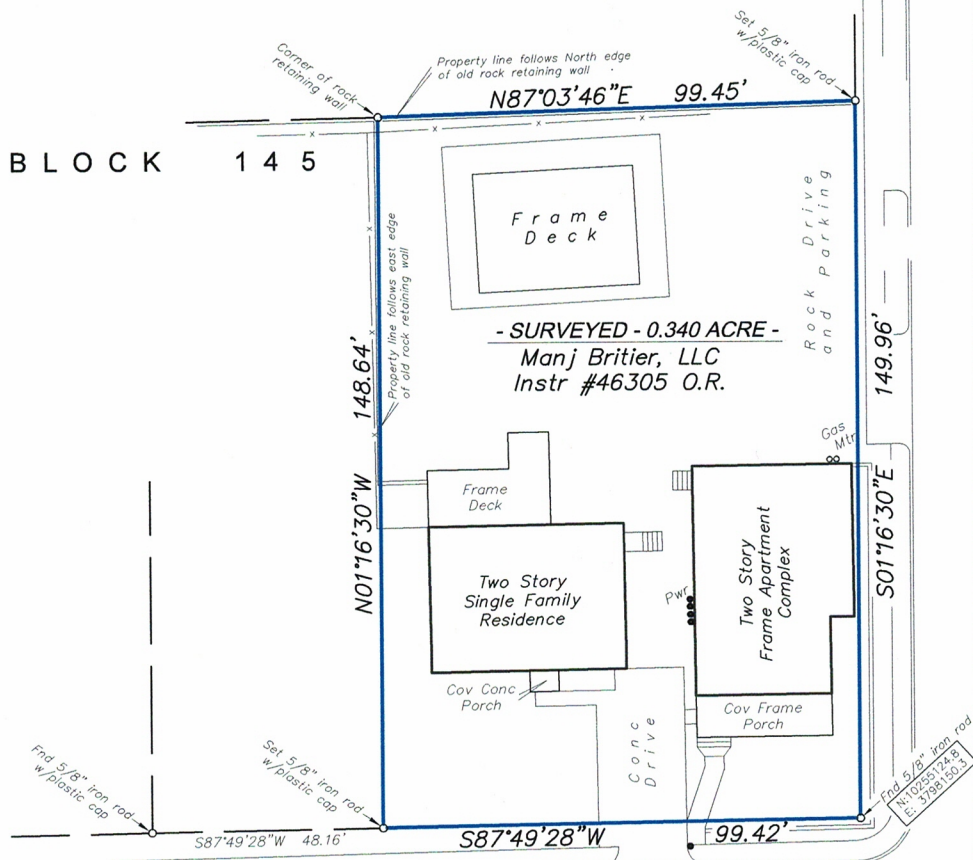 Set 5/8" iron rod
w/plastic cap
Corner of rock
retaining wall
Property line follows North edge
of old rock retaining wall
N87°03'46"E 99.45'
BLOCK 145
Frame
Deck
Rock Drive
and Parking
Property line follows east edge
of old rock retaining wall
- SURVEYED - 0.340 ACRE -
Manj Britier, LLC
Instr #46305 O.R.
148.64'
149.96'
Gas
Mtr
N01°16'30"W
S01°16'30"E
Frame
Deck
Two Story
Single Family
Residence
Pwr
Two Story
Frame Apartment
Complex
Cov Conc
Porch
Cov Frame
Porch
Conc
Drive
Fnd 5/8" iron rod
w/plastic cap
Set 5/8" iron rod
w/plastic cap
Fnd 5/8" iron rod
N:10255124.8
E: 3798150.3
S87°49'28"W 48.16'
S87°49'28"W 99.42'